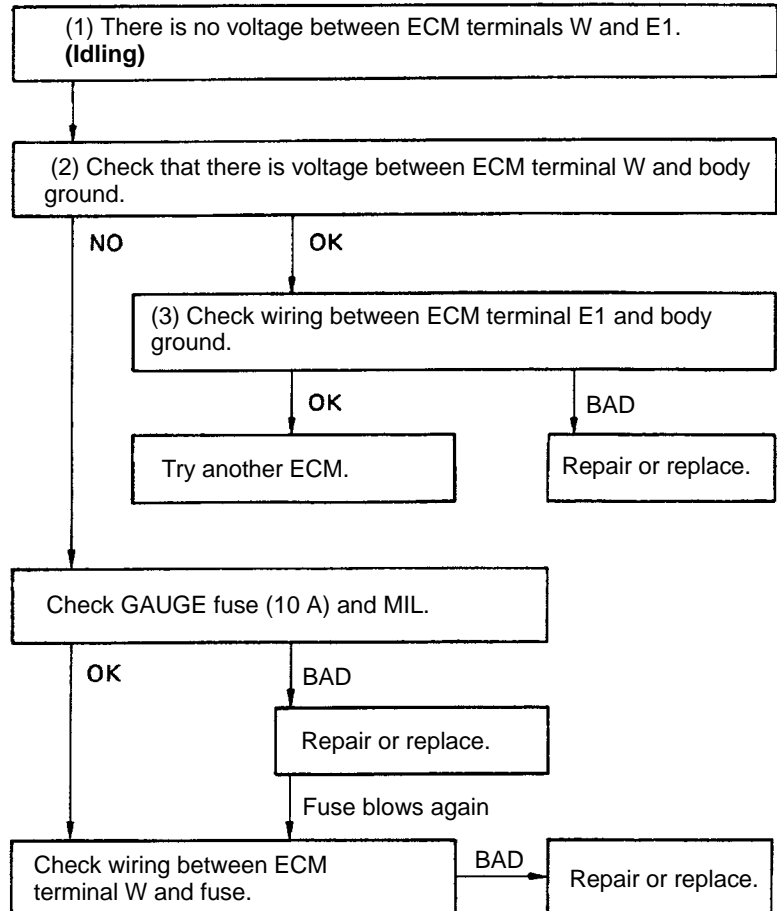 (1) There is no voltage between ECM terminals W and E1.
(Idling)
(2) Check that there is voltage between ECM terminal W and body
ground.
NO
OK
(3) Check wiring between ECM terminal E1 and body
ground.
OK
BAD
Try another ECM.
Repair or replace.
Check GAUGE fuse (10 A) and MIL.
OK
BAD
Repair or replace.
Fuse blows again
Check wiring between ECM
terminal W and fuse.
BAD
Repair or replace.